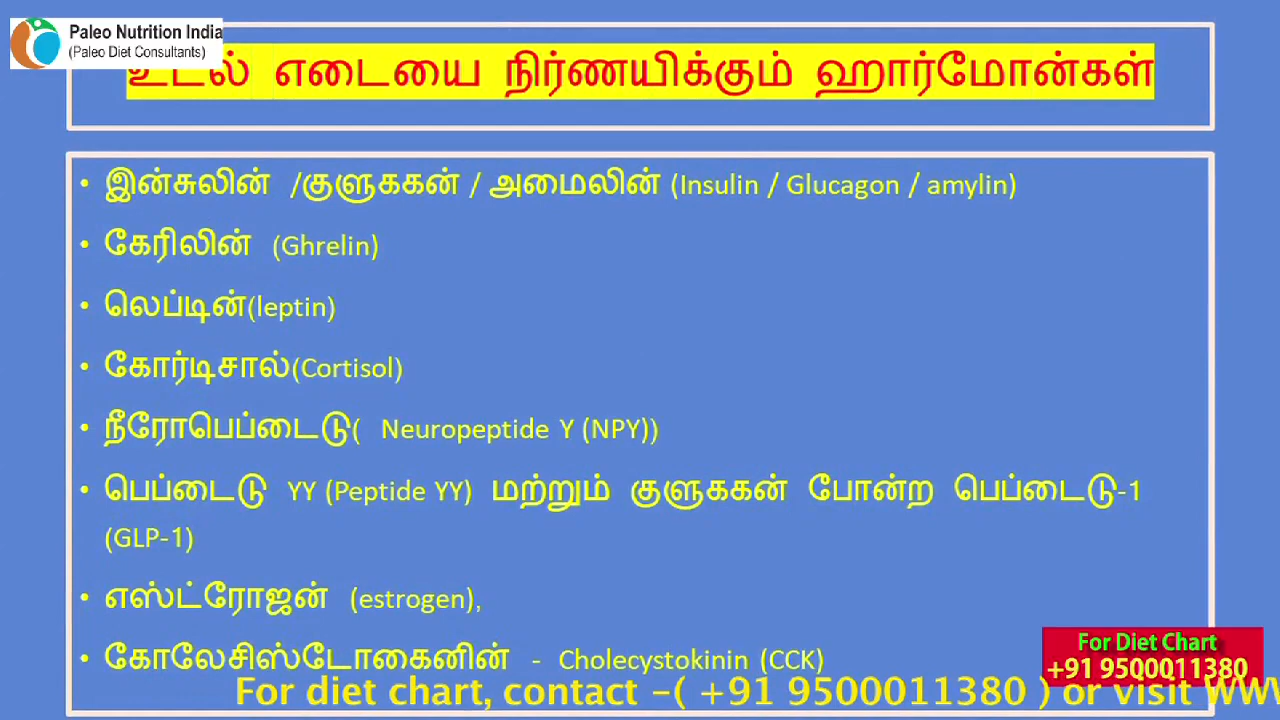 Paleo Nutrition India
(Paleo Diet Consultants)
உடல் எடையை நிர்ணயிக்கும் ஹார்மோன்கள்
• இன்சுலின் /குளுககன் / அமைலின் (Insulin / Glucagon / amylin)
• கேரிலின் (Ghrelin)
• லெப்டின்(leptin)
• கோர்டிசால்(Cortisol)
• நீரோபெப்டைடு( Neuropeptide Y (NPY))
• பெப்டைடு YY (Peptide YY) மற்றும் குளுககன் போன்ற பெப்டைடு-1
(GLP-1)
• எஸ்ட்ரோஜன் (estrogen),
• கோலேசிஸ்டோகைனின் - Cholecystokinin (CCK)
For Diet Chart
+91 9500011380
For diet chart, contact –( +91 9500011380 ) or visit WWW